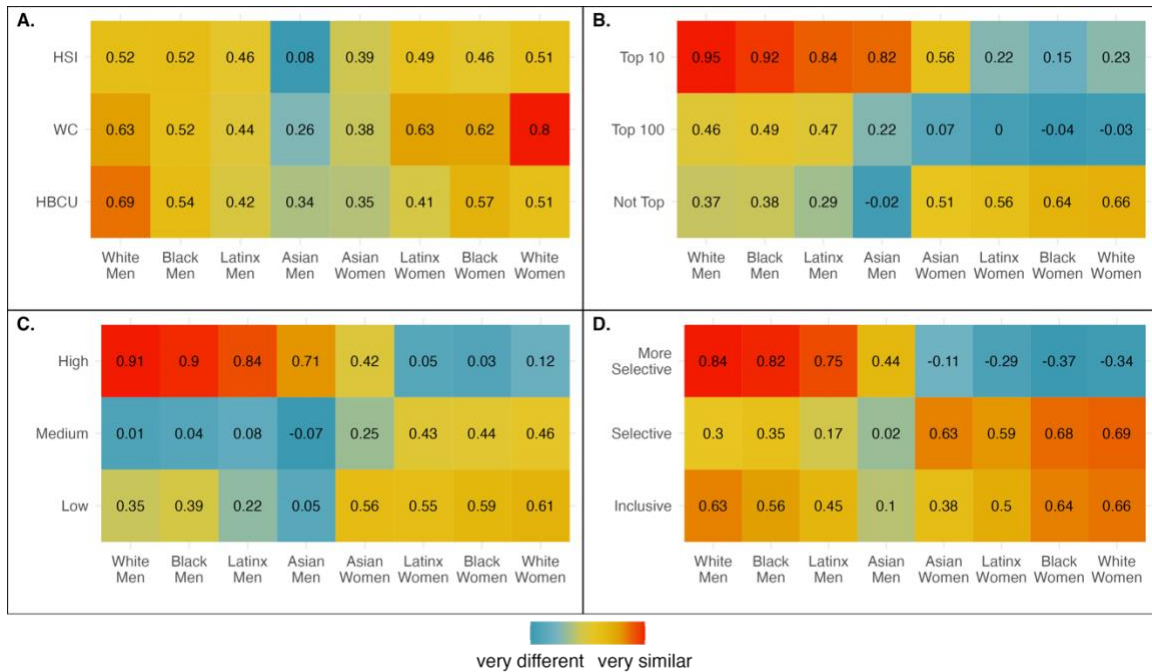 A.
HSI 0.52 0.52 0.46 0.08 0.39 0.49 0.46 0.51
WC 0.63 0.52 0.44 0.26 0.38 0.63 0.62 0.8
HBCU 0.69 0.54 0.42 0.34 0.35 0.41 0.57 0.51
White Black Latinx Asian Asian Latinx Black White
Men Men Men Men Women Women Women Women
B.
Top 10 0.95 0.92 0.84 0.82 0.56 0.22 0.15 0.23
Top 100 0.46 0.49 0.47 0.22 0.07 0 -0.04 -0.03
Not Top 0.37 0.38 0.29 -0.02 0.51 0.56 0.64 0.66
White Black Latinx Asian Asian Latinx Black White
Men Men Men Men Women Women Women Women
C.
High 0.91 0.9 0.84 0.71 0.42 0.05 0.03 0.12
Medium 0.01 0.04 0.08 -0.07 0.25 0.43 0.44 0.46
Low 0.35 0.39 0.22 0.05 0.56 0.55 0.59 0.61
White Black Latinx Asian Asian Latinx Black White
Men Men Men Men Women Women Women Women
D.
More
Selective 0.84 0.82 0.75 0.44 -0.11 -0.29 -0.37 -0.34
Selective 0.3 0.35 0.17 0.02 0.63 0.59 0.68 0.69
Inclusive 0.63 0.56 0.45 0.1 0.38 0.5 0.64 0.66
White Black Latinx Asian Asian Latinx Black White
Men Men Men Men Women Women Women Women
very different very similar